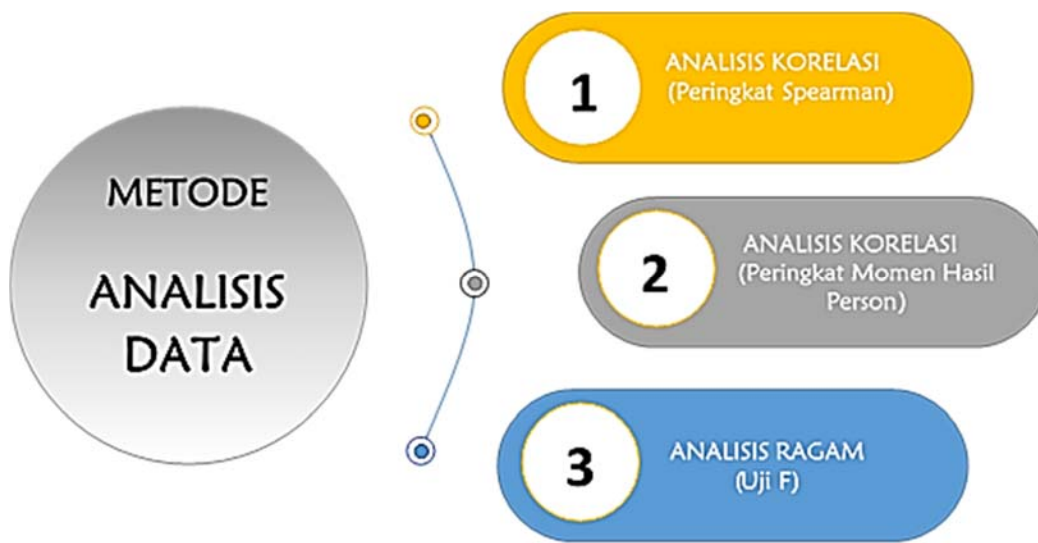 METODE
ANALISIS
DATA
1
ANALISIS KORELASI
(Peringkat Spearman)
2
ANALISIS KORELASI
(Peringkat Momen Hasil
Person)
3
ANALISIS RAGAM
(Uji F)